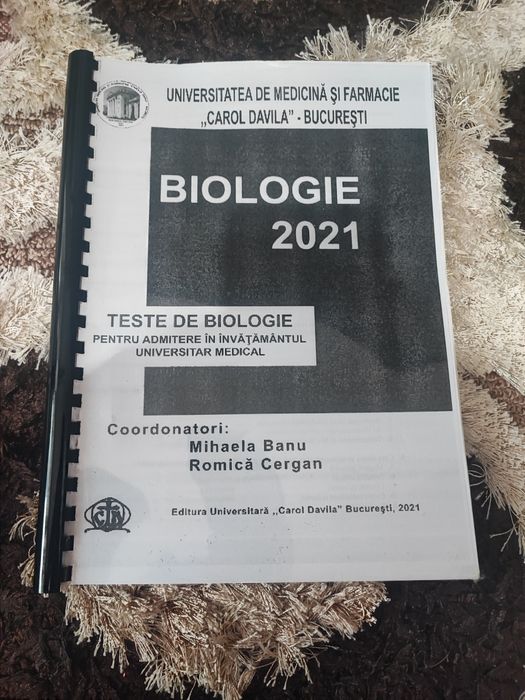 UNIVERSITATEA DE MEDICINĂ ŞI FARMACIE
„CAROL DAVILA” - BUCUREŞTI
BIOLOGIE
2021
TESTE DE BIOLOGIE
PENTRU ADMITERE ÎN ÎNVĂŢĂMÂNTUL
UNIVERSITAR MEDICAL
Coordonatori:
Mihaela Banu
Romică Cergan
Editura Universitară „Carol Davila” Bucureşti, 2021